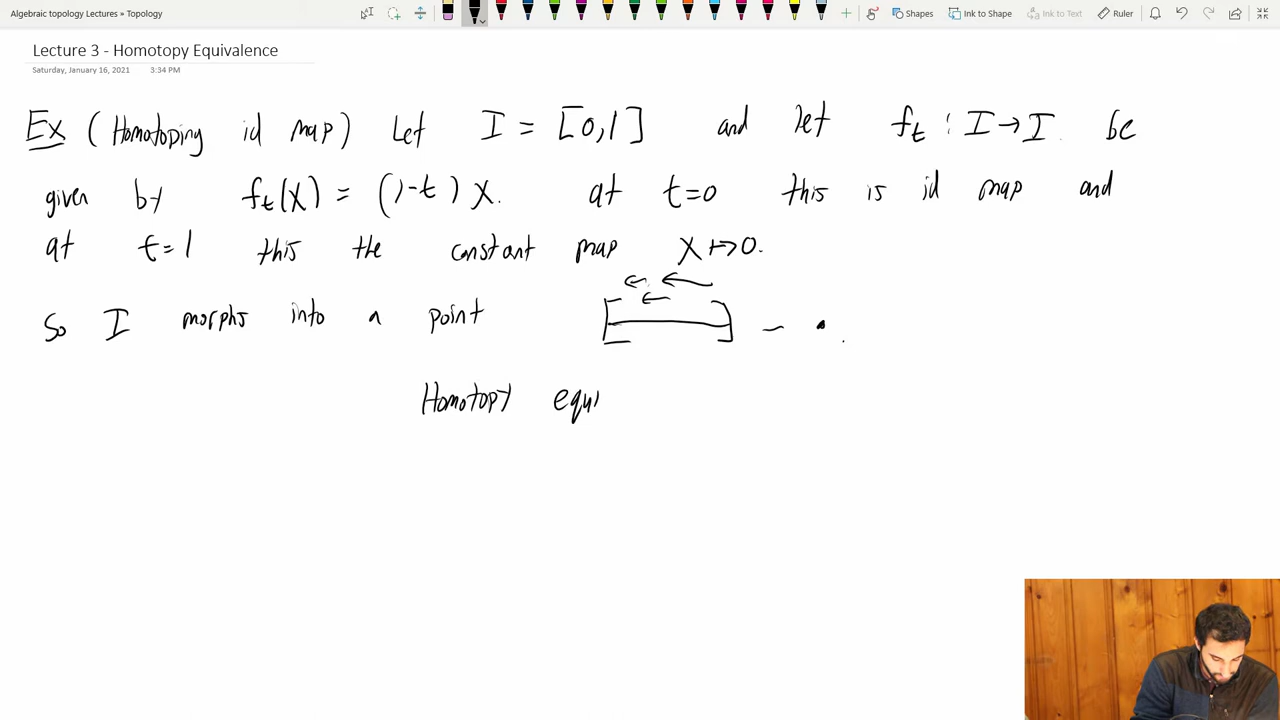 Algebraic topology Lectures » Topology
Shapes Ink to Shape Ink to Text Ruler
Lecture 3 - Homotopy Equivalence
Saturday, January 16, 2021 3:34 PM
Ex (Homotoping id map) Let I = [0,1] and let fₜ : I → I be
given by fₜ(x) = (1-t) x. at t=0 this is id map and
at t=1 this the constant map x ↦ 0.
So I morphs into a point ~ •
Homotopy equi